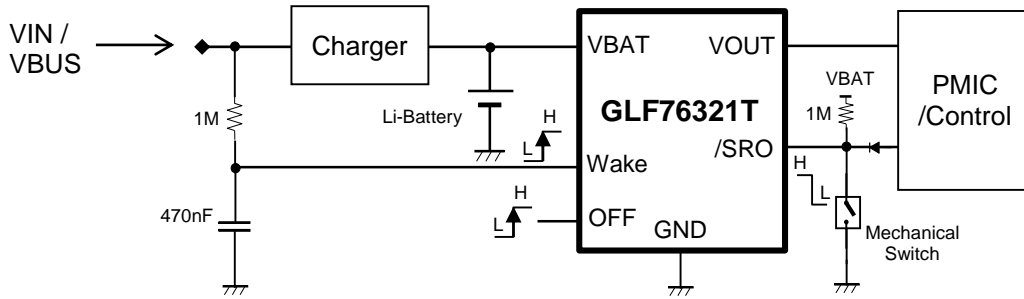 VIN /
VBUS
Charger
VBAT
VOUT
PMIC
/Control
VBAT
1M
Li-Battery
GLF76321T
1M
H
L
/SRO
Wake
H
L
H
L
OFF
470nF
GND
Mechanical
Switch